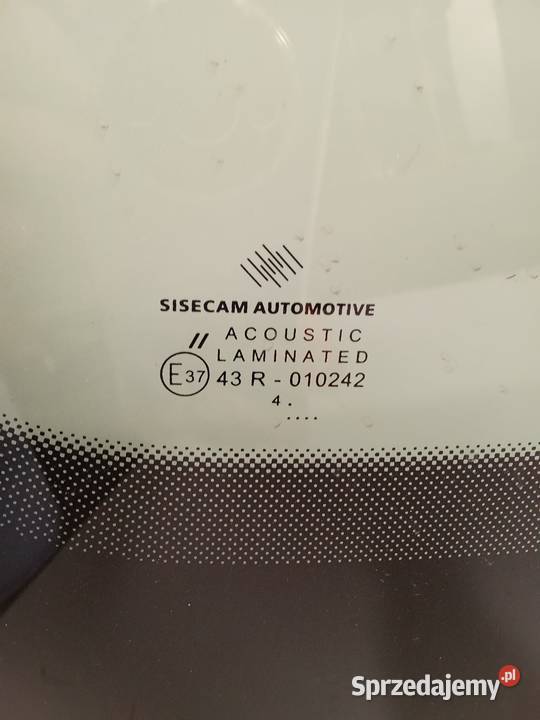 SISECAM AUTOMOTIVE
// ACOUSTIC
LAMINATED
E37 43 R - 010242
4 .
....
Sprzedajemy.pl